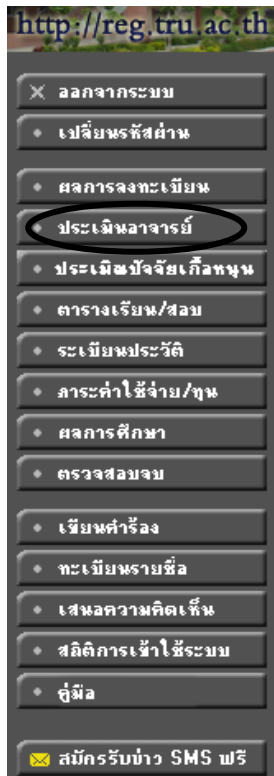 http://reg.tru.ac.th
ออกจากระบบ
เปลี่ยนรหัสผ่าน
ผลการลงทะเบียน
ประเมินอาจารย์
ประเมินปัจจัยเกื้อหนุน
ตารางเรียน/สอบ
ระเบียนประวัติ
ภาระค่าใช้จ่าย/ทุน
ผลการศึกษา
ตรวจสอบจบ
เขียนคำร้อง
ทะเบียนรายชื่อ
เสนอความคิดเห็น
สถิติการเข้าใช้ระบบ
คู่มือ
สมัครรับข่าว SMS ฟรี